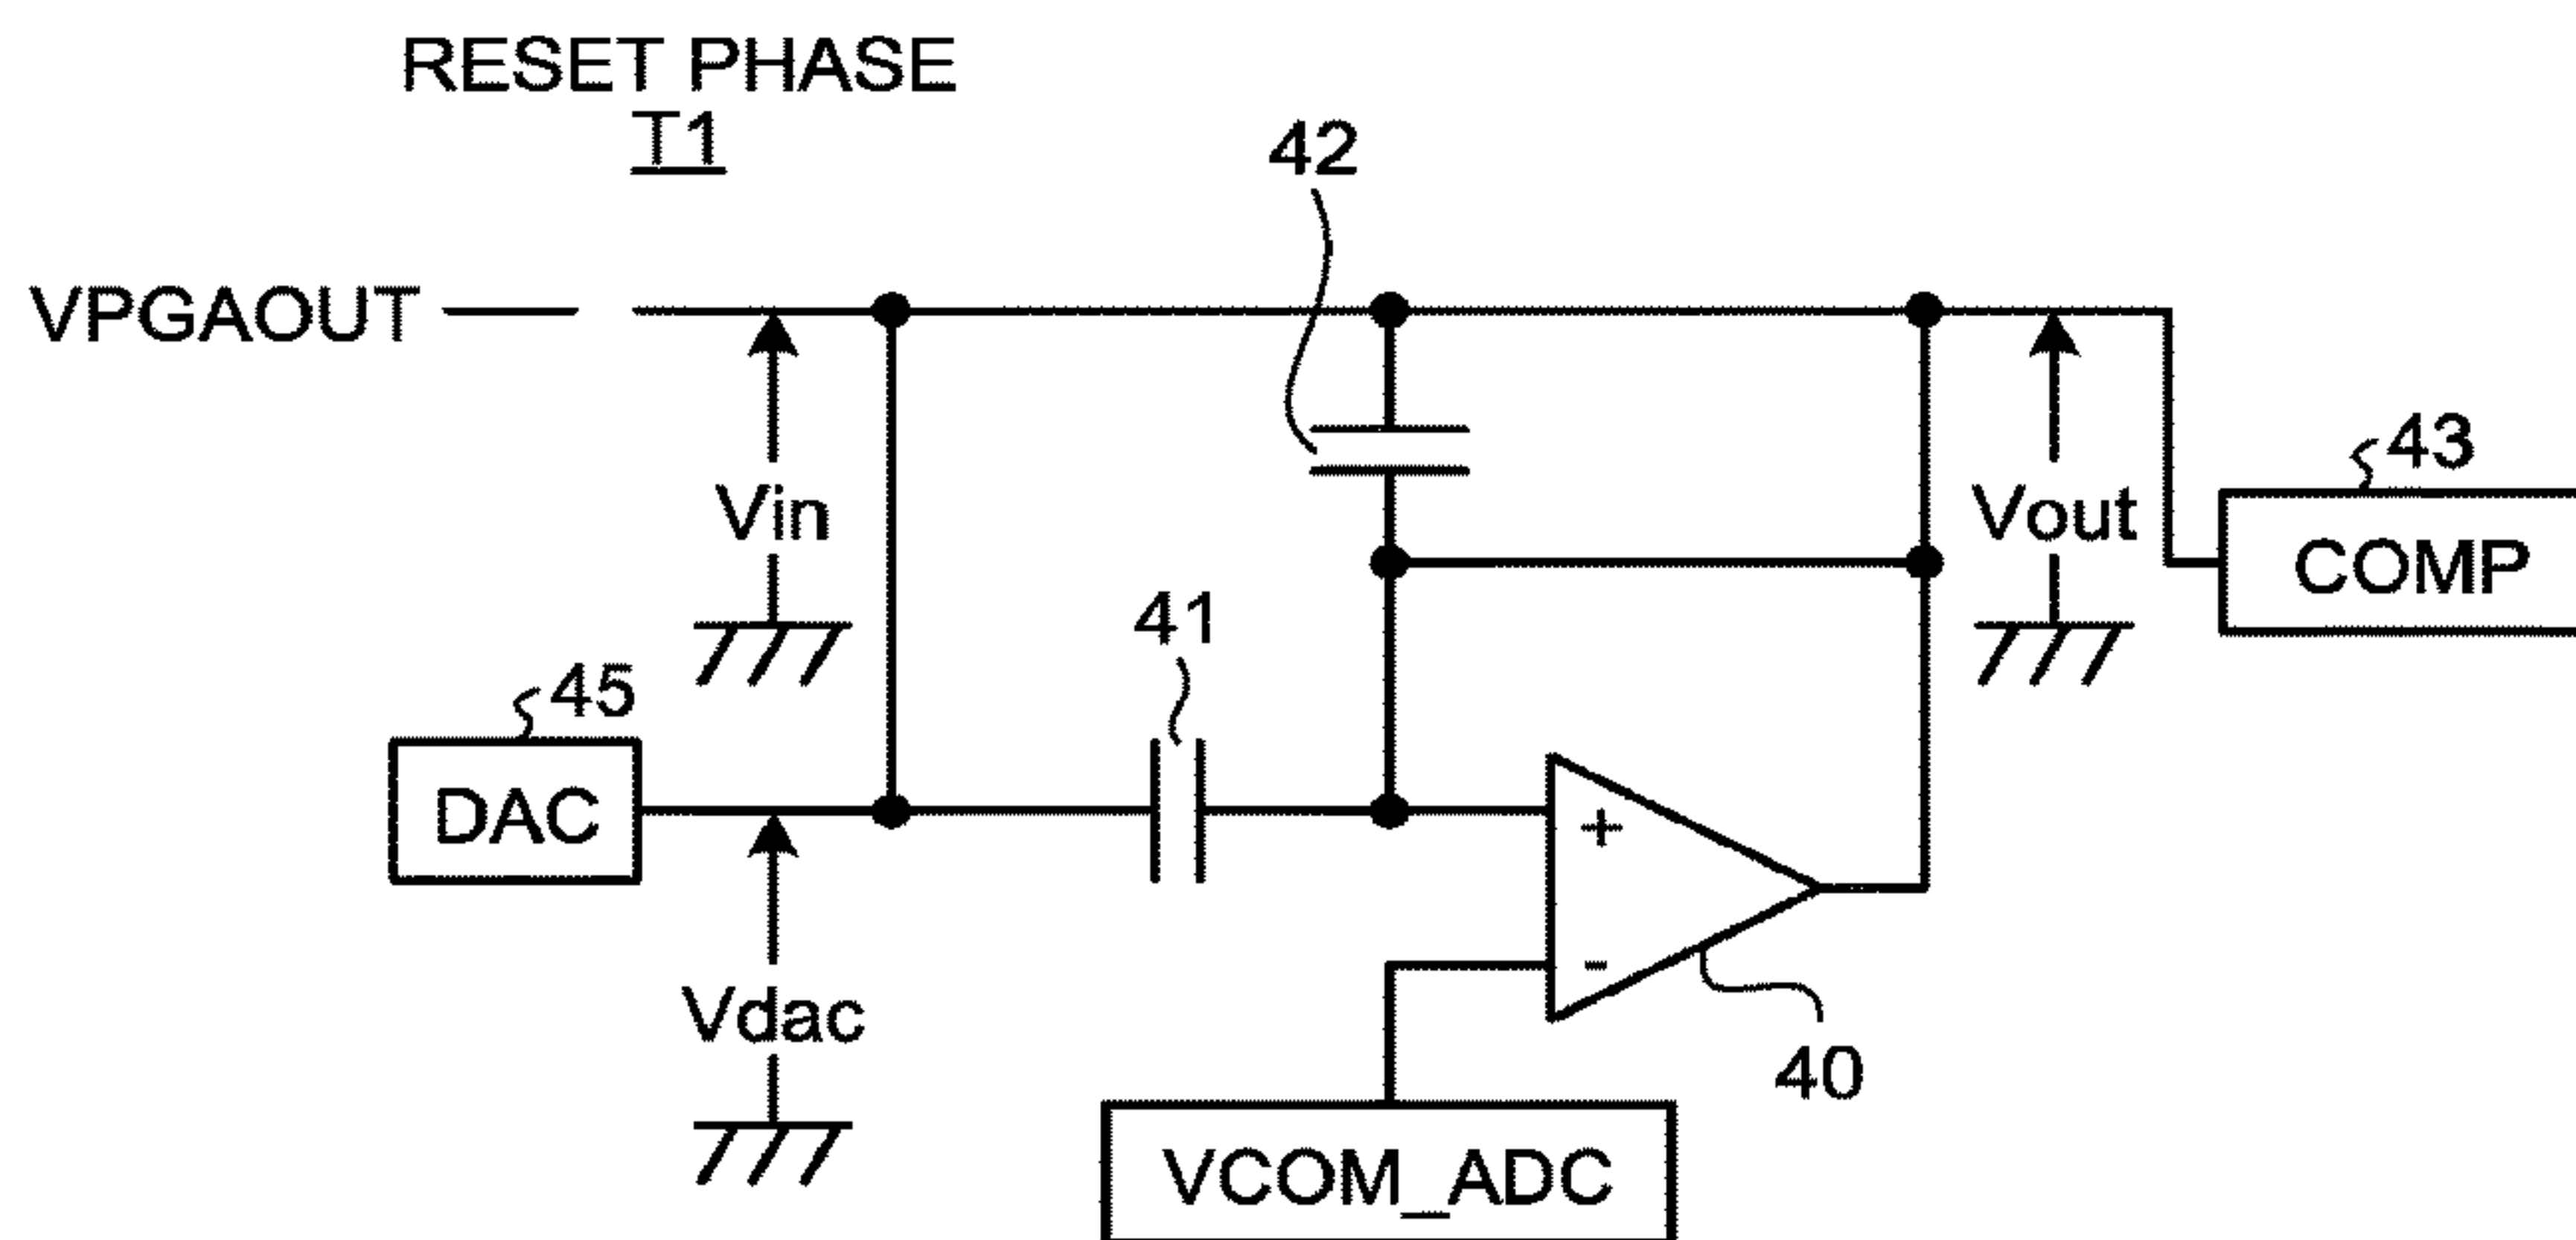 RESET PHASE
T1
42
VPGAOUT
Vin
Vout
43
COMP
41
45
DAC
+
-
Vdac
40
VCOM_ADC